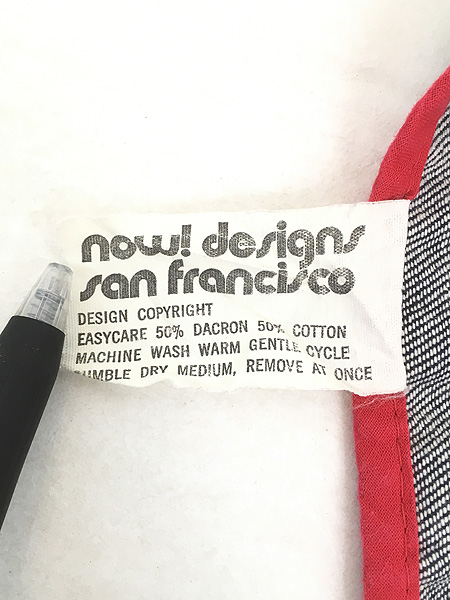 now! designs
san francisco
DESIGN COPYRIGHT
EASYCARE 50% DACRON 50% COTTON
MACHINE WASH WARM GENTLE CYCLE
TUMBLE DRY MEDIUM, REMOVE AT ONCE